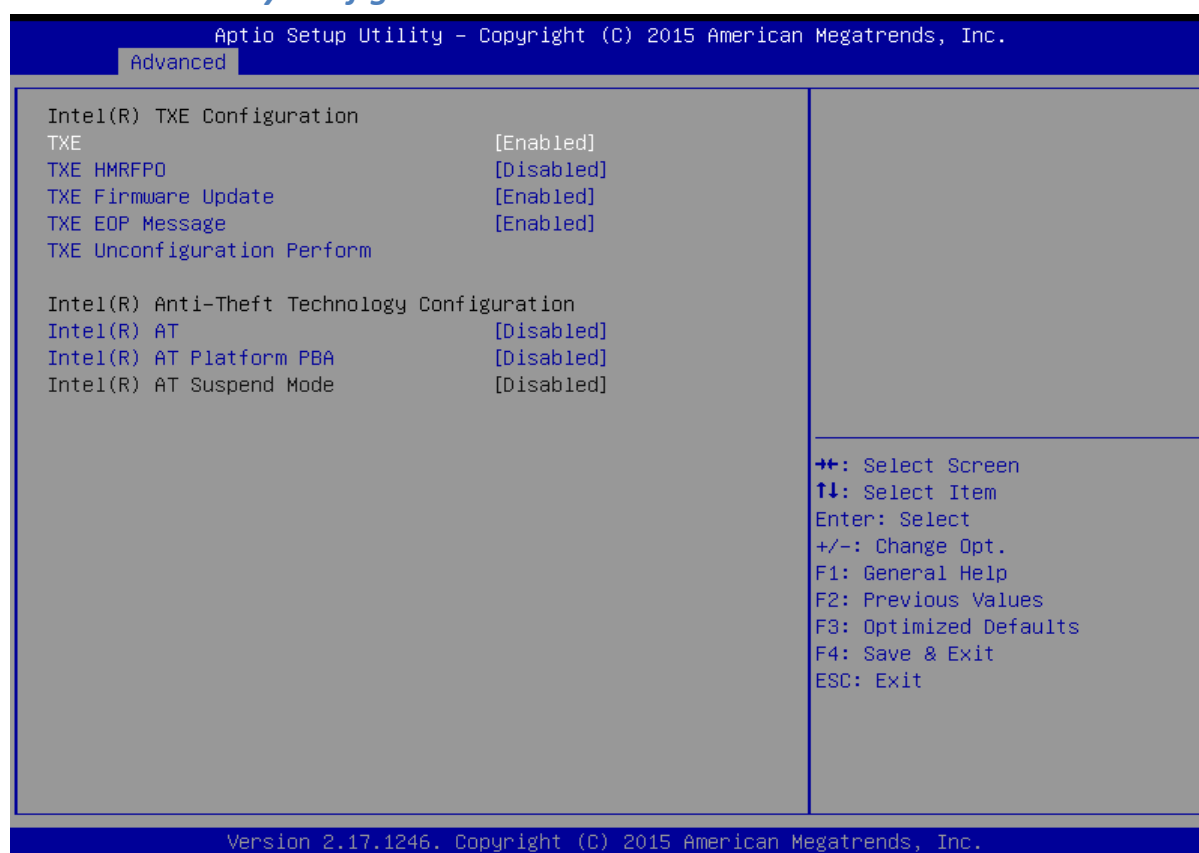 Aptio Setup Utility – Copyright (C) 2015 American Megatrends, Inc.
Advanced
Intel(R) TXE Configuration
TXE [Enabled]
TXE HMRFPO [Disabled]
TXE Firmware Update [Enabled]
TXE EOP Message [Enabled]
TXE Unconfiguration Perform
Intel(R) Anti-Theft Technology Configuration
Intel(R) AT [Disabled]
Intel(R) AT Platform PBA [Disabled]
Intel(R) AT Suspend Mode [Disabled]
→←: Select Screen
↑↓: Select Item
Enter: Select
+/-: Change Opt.
F1: General Help
F2: Previous Values
F3: Optimized Defaults
F4: Save & Exit
ESC: Exit
Version 2.17.1246. Copyright (C) 2015 American Megatrends, Inc.